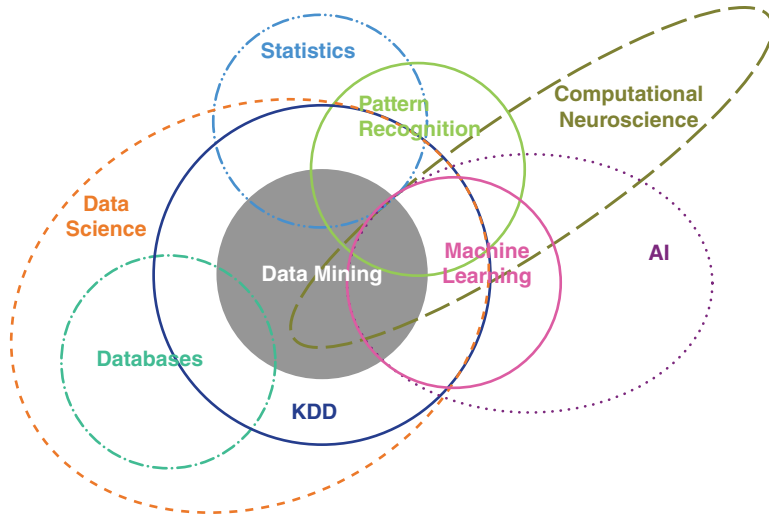 Statistics
Pattern
Recognition
Computational
Neuroscience
Data
Science
Machine
Learning
AI
Data Mining
Databases
KDD